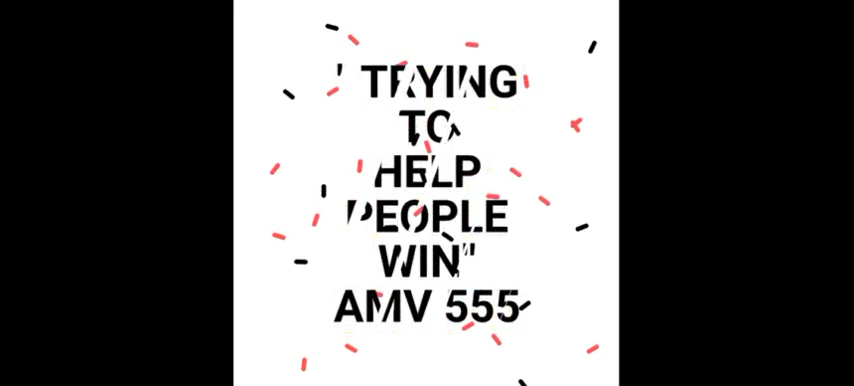 ' TRYING
TO
HELP
PEOPLE
WIN"
AMV 555